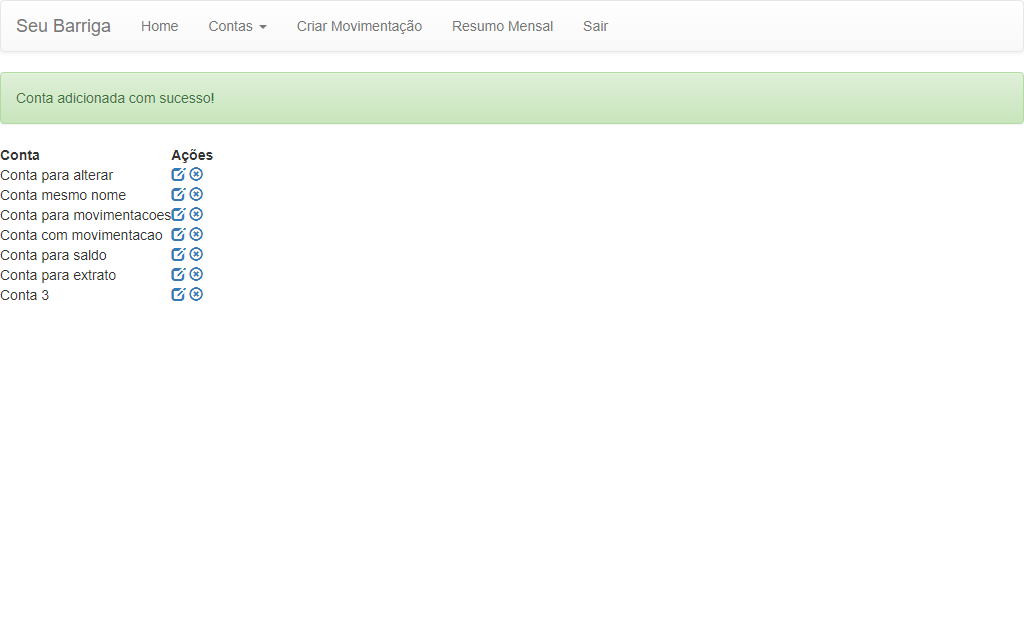 Seu Barriga Home Contas Criar Movimentação Resumo Mensal Sair
Conta adicionada com sucesso!
Conta Ações
Conta para alterar
Conta mesmo nome
Conta para movimentacoes
Conta com movimentacao
Conta para saldo
Conta para extrato
Conta 3